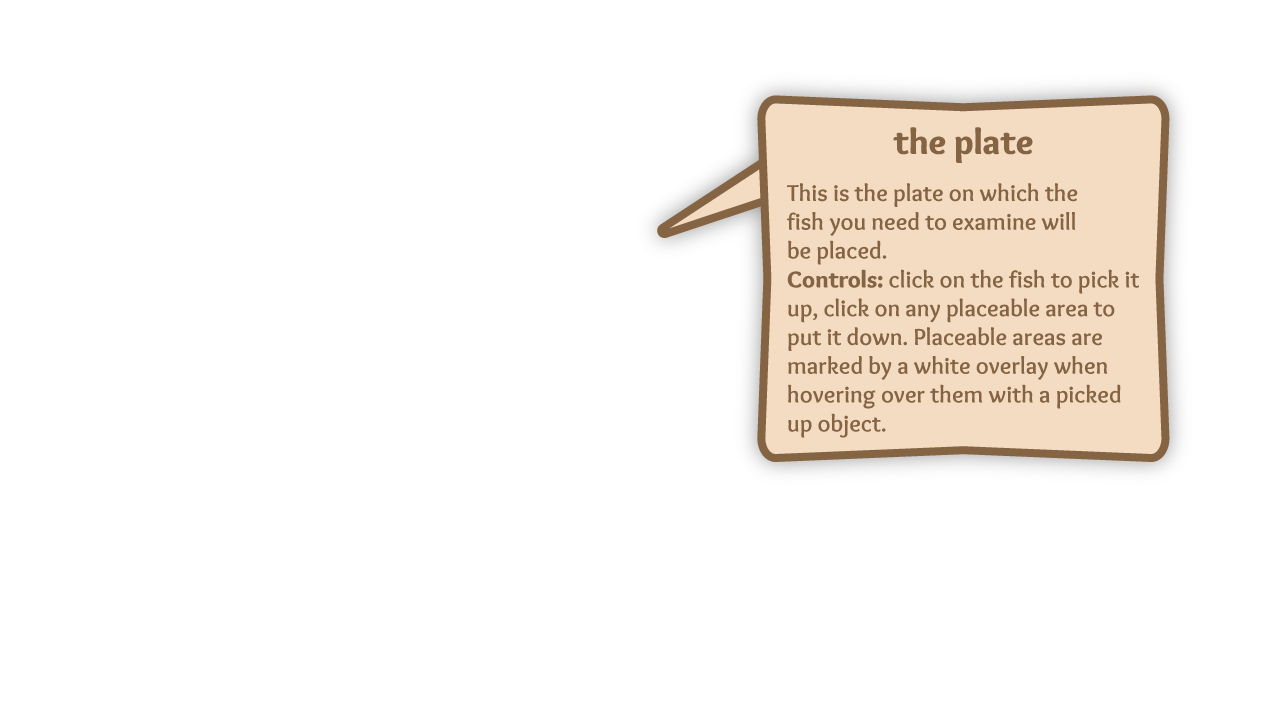 the plate
This is the plate on which the
fish you need to examine will
be placed.
Controls: click on the fish to pick it
up, click on any placeable area to
put it down. Placeable areas are
marked by a white overlay when
hovering over them with a picked
up object.